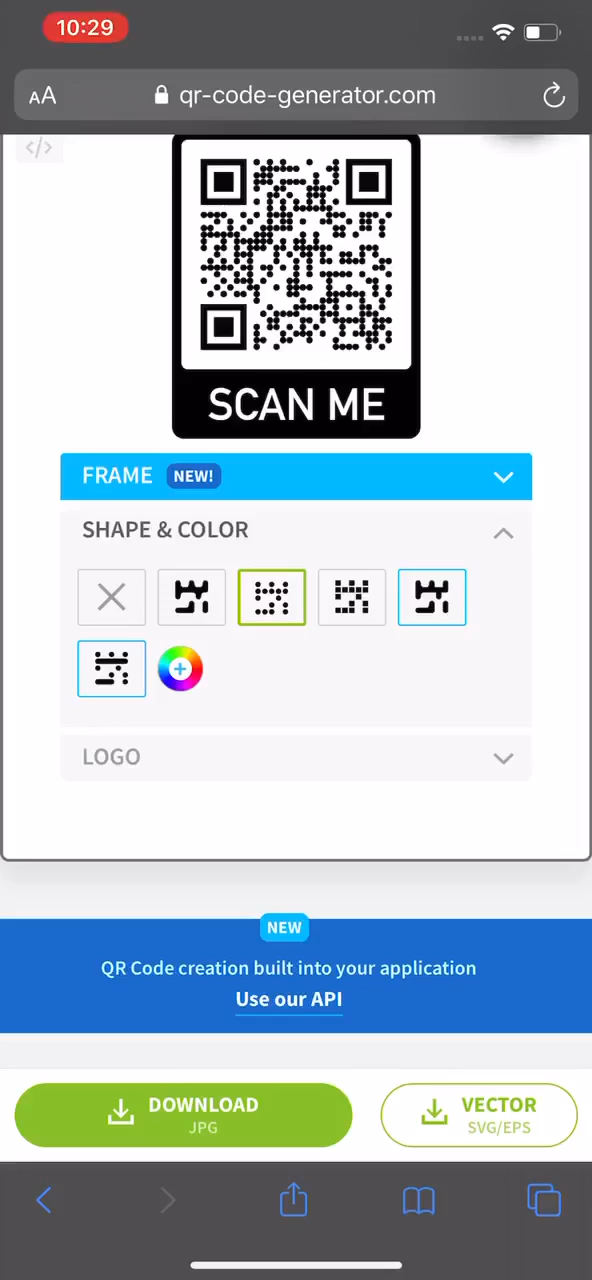 10:29
AA
qr-code-generator.com
</>
SCAN ME
FRAME NEW!
SHAPE & COLOR
LOGO
NEW
QR Code creation built into your application
Use our API
DOWNLOAD
JPG
VECTOR
SVG/EPS